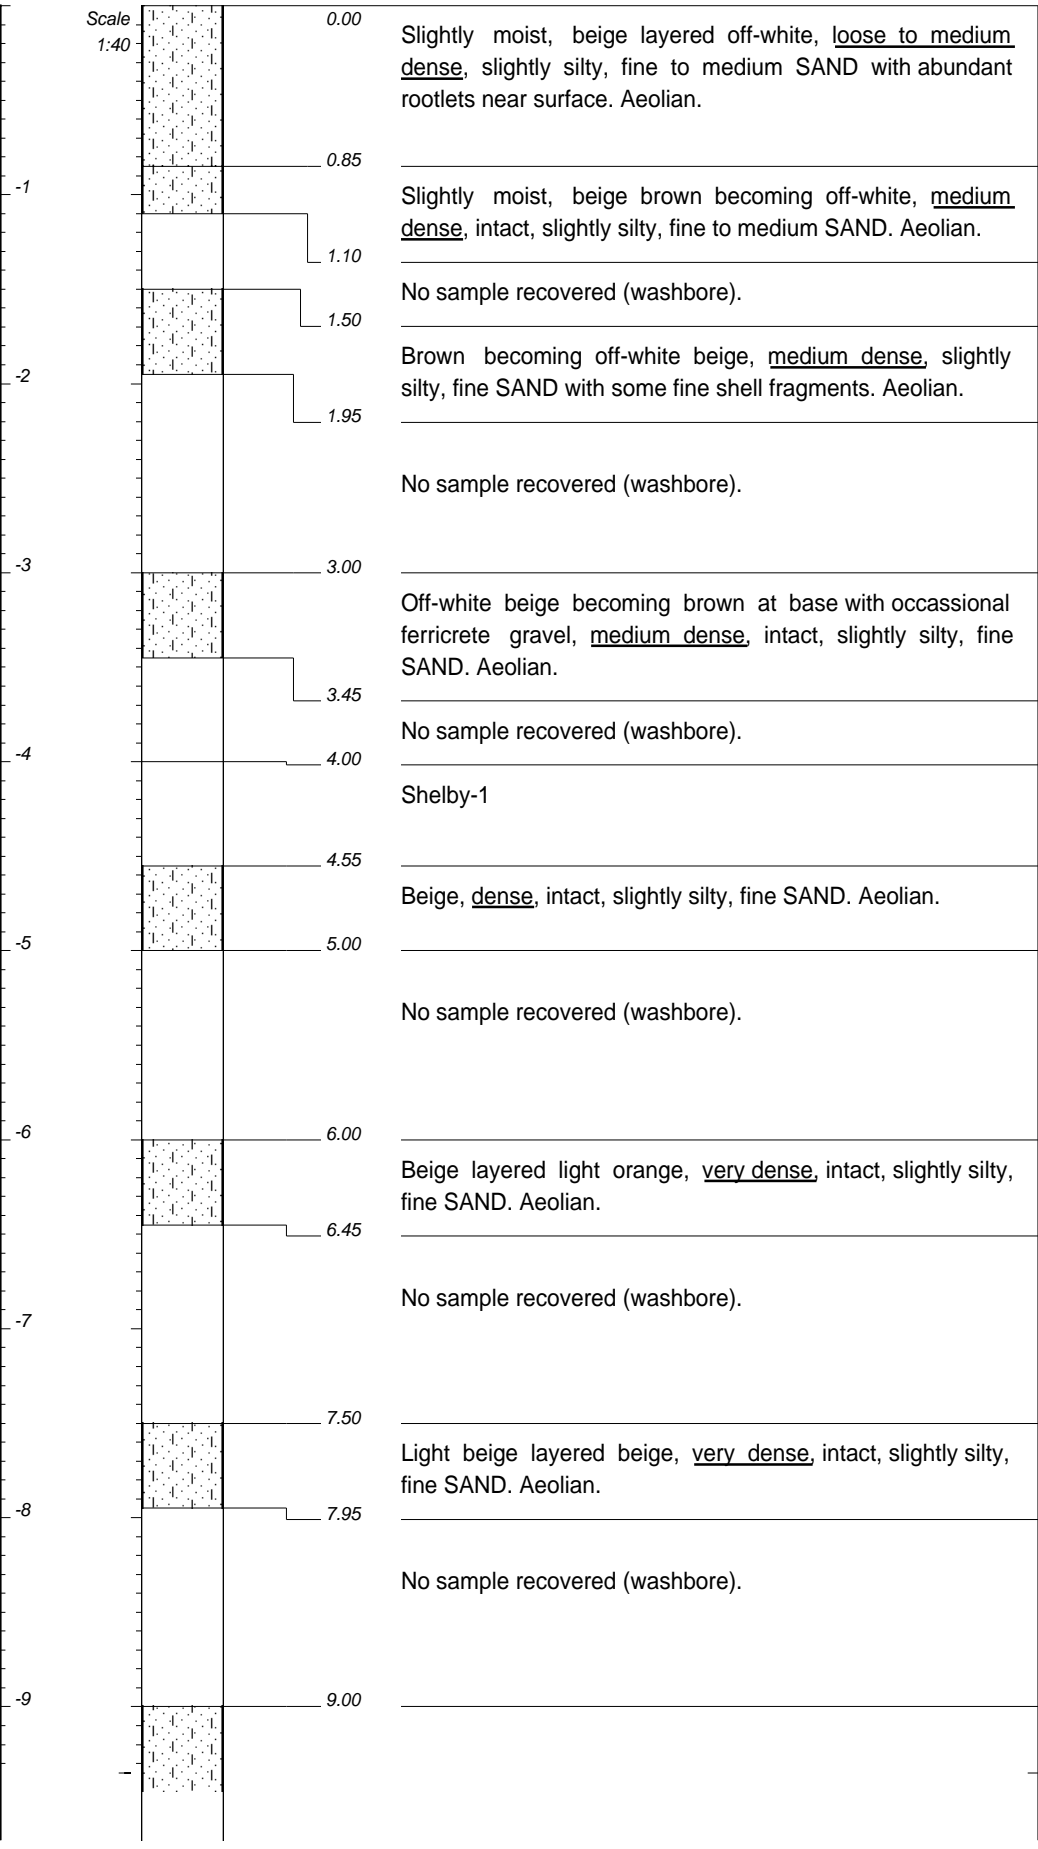 Scale
1:40
0.00
Slightly moist, beige layered off-white, loose to medium
dense, slightly silty, fine to medium SAND with abundant
rootlets near surface. Aeolian.
0.85
-1
Slightly moist, beige brown becoming off-white, medium
dense, intact, slightly silty, fine to medium SAND. Aeolian.
1.10
No sample recovered (washbore).
1.50
Brown becoming off-white beige, medium dense, slightly
silty, fine SAND with some fine shell fragments. Aeolian.
-2
1.95
No sample recovered (washbore).
-3
3.00
Off-white beige becoming brown at base with occassional
ferricrete gravel, medium dense, intact, slightly silty, fine
SAND. Aeolian.
3.45
No sample recovered (washbore).
-4
4.00
Shelby-1
4.55
Beige, dense, intact, slightly silty, fine SAND. Aeolian.
-5
5.00
No sample recovered (washbore).
-6
6.00
Beige layered light orange, very dense, intact, slightly silty,
fine SAND. Aeolian.
6.45
No sample recovered (washbore).
-7
7.50
Light beige layered beige, very dense, intact, slightly silty,
fine SAND. Aeolian.
-8
7.95
No sample recovered (washbore).
-9
9.00